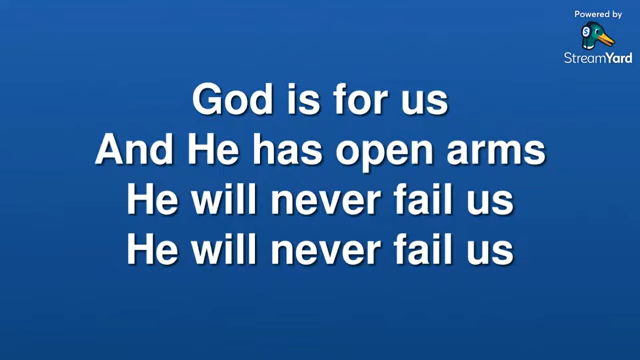 Powered by
StreamYard
God is for us
And He has open arms
He will never fail us
He will never fail us